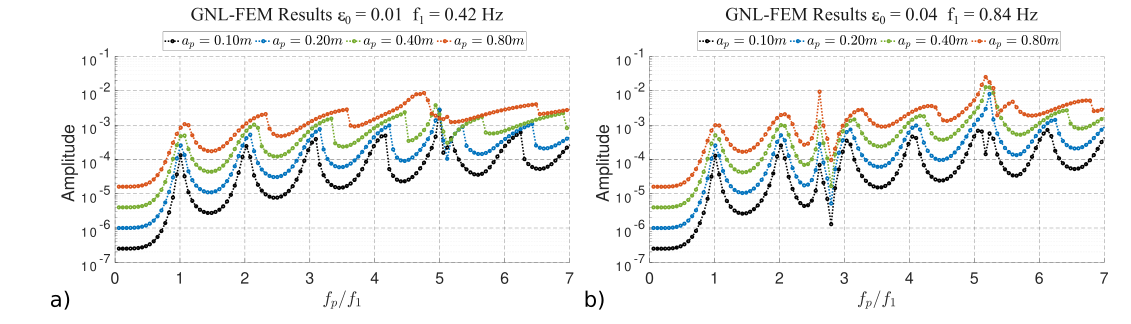 GNL-FEM Results ε₀ = 0.01 f₁ = 0.42 Hz
a_p = 0.10m a_p = 0.20m a_p = 0.40m a_p = 0.80m
10⁻¹
10⁻²
10⁻³
10⁻⁴
10⁻⁵
10⁻⁶
10⁻⁷
Amplitude
0 1 2 3 4 5 6 7
f_p/f₁
a)
GNL-FEM Results ε₀ = 0.04 f₁ = 0.84 Hz
a_p = 0.10m a_p = 0.20m a_p = 0.40m a_p = 0.80m
10⁻¹
10⁻²
10⁻³
10⁻⁴
10⁻⁵
10⁻⁶
10⁻⁷
Amplitude
0 1 2 3 4 5 6 7
f_p/f₁
b)